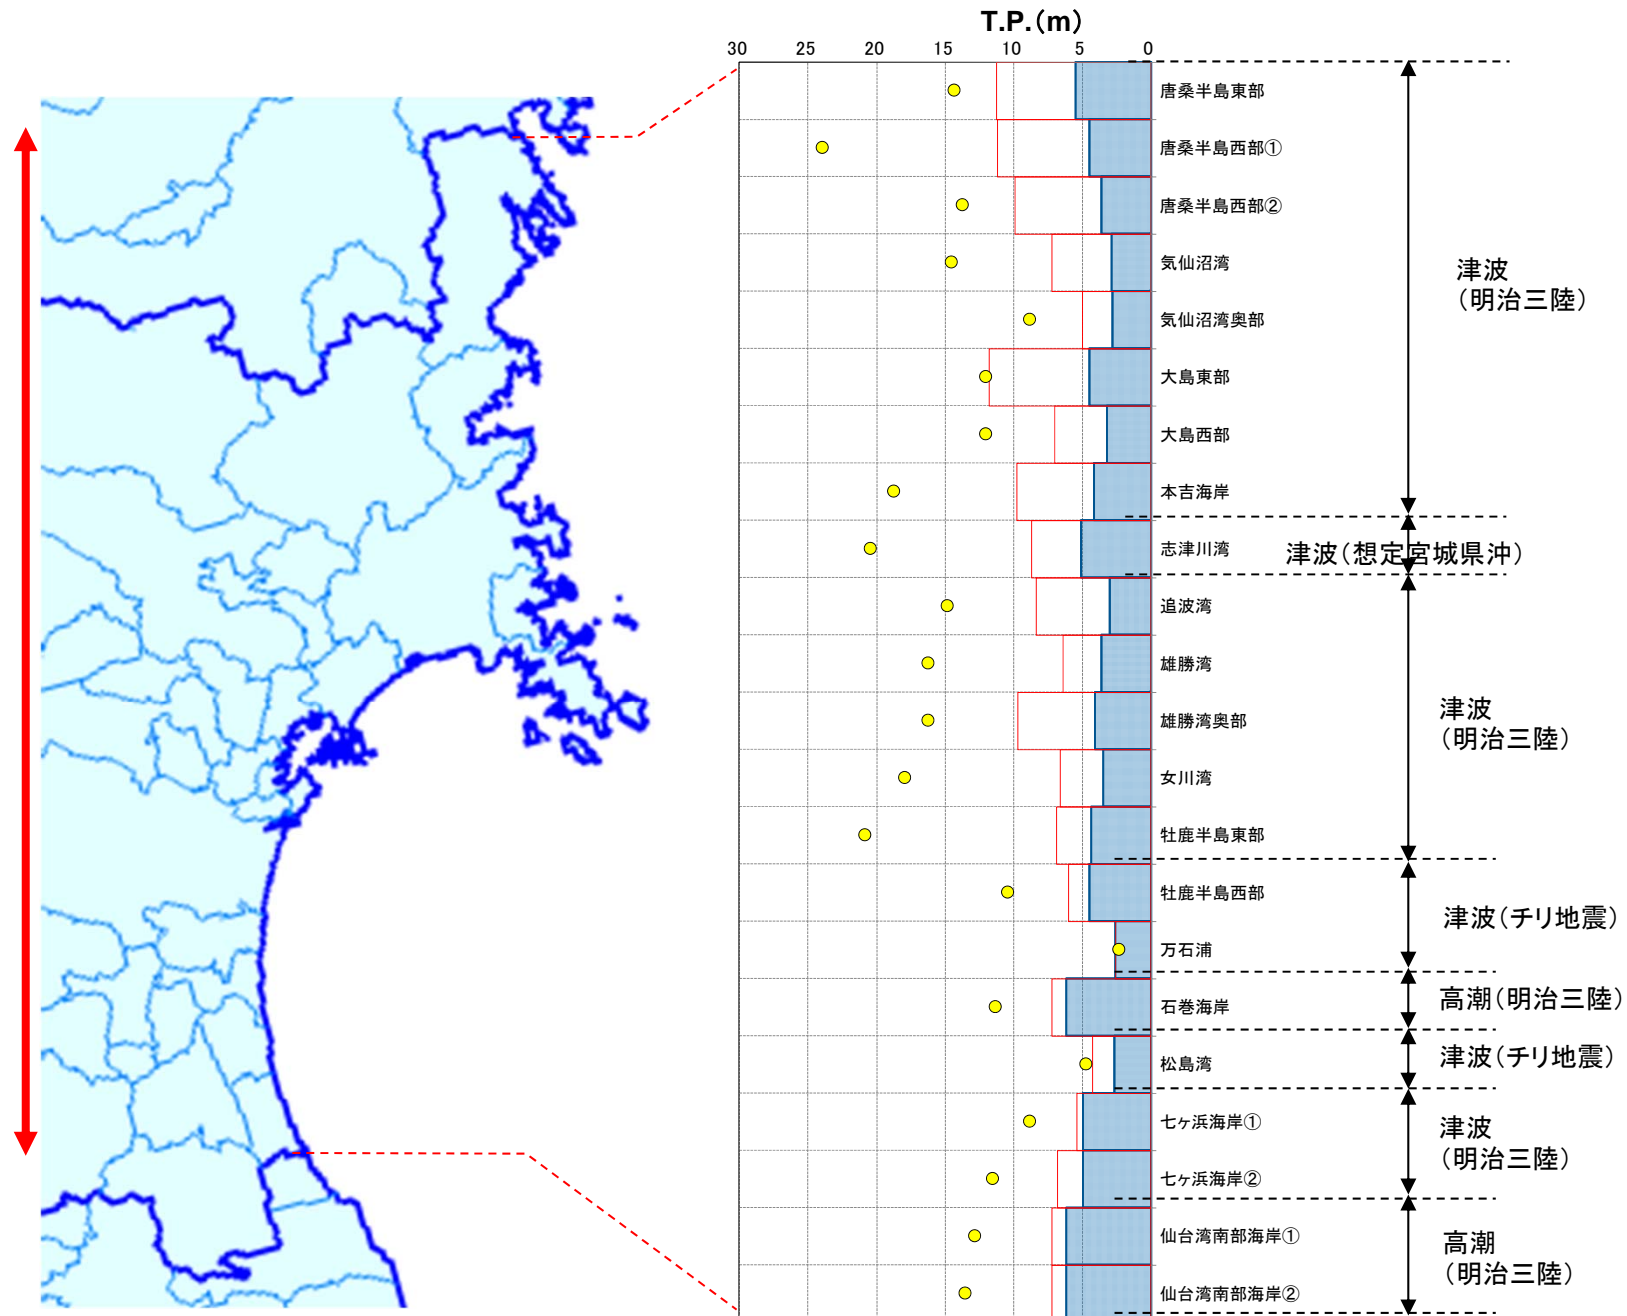 T.P.(m)
30 25 20 15 10 5 0
唐桑半島東部
唐桑半島西部①
唐桑半島西部②
気仙沼湾
気仙沼湾奥部
大島東部
大島西部
本吉海岸
志津川湾
追波湾
雄勝湾
雄勝湾奥部
女川湾
牡鹿半島東部
牡鹿半島西部
万石浦
石巻海岸
松島湾
七ヶ浜海岸①
七ヶ浜海岸②
仙台湾南部海岸①
仙台湾南部海岸②
津波
(明治三陸)
津波(想定宮城県沖)
津波
(明治三陸)
津波(チリ地震)
高潮(明治三陸)
津波(チリ地震)
津波
(明治三陸)
高潮
(明治三陸)